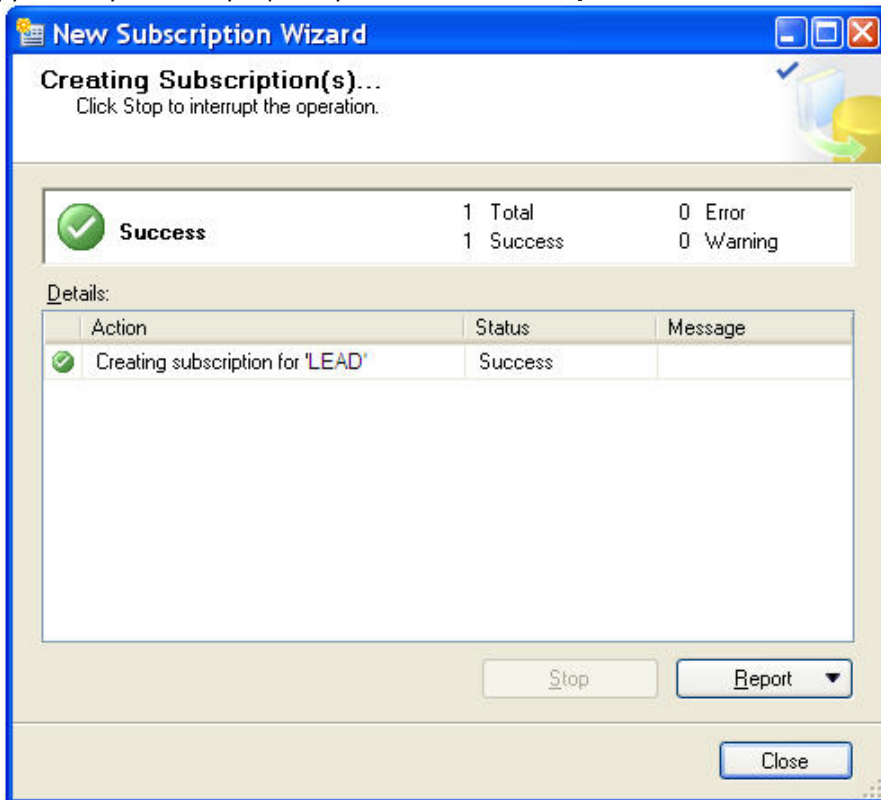 New Subscription Wizard
Creating Subscription(s)...
Click Stop to interrupt the operation.
Success 1 Total 0 Error
1 Success 0 Warning
Details:
Action Status Message
Creating subscription for 'LEAD' Success
Stop Report
Close